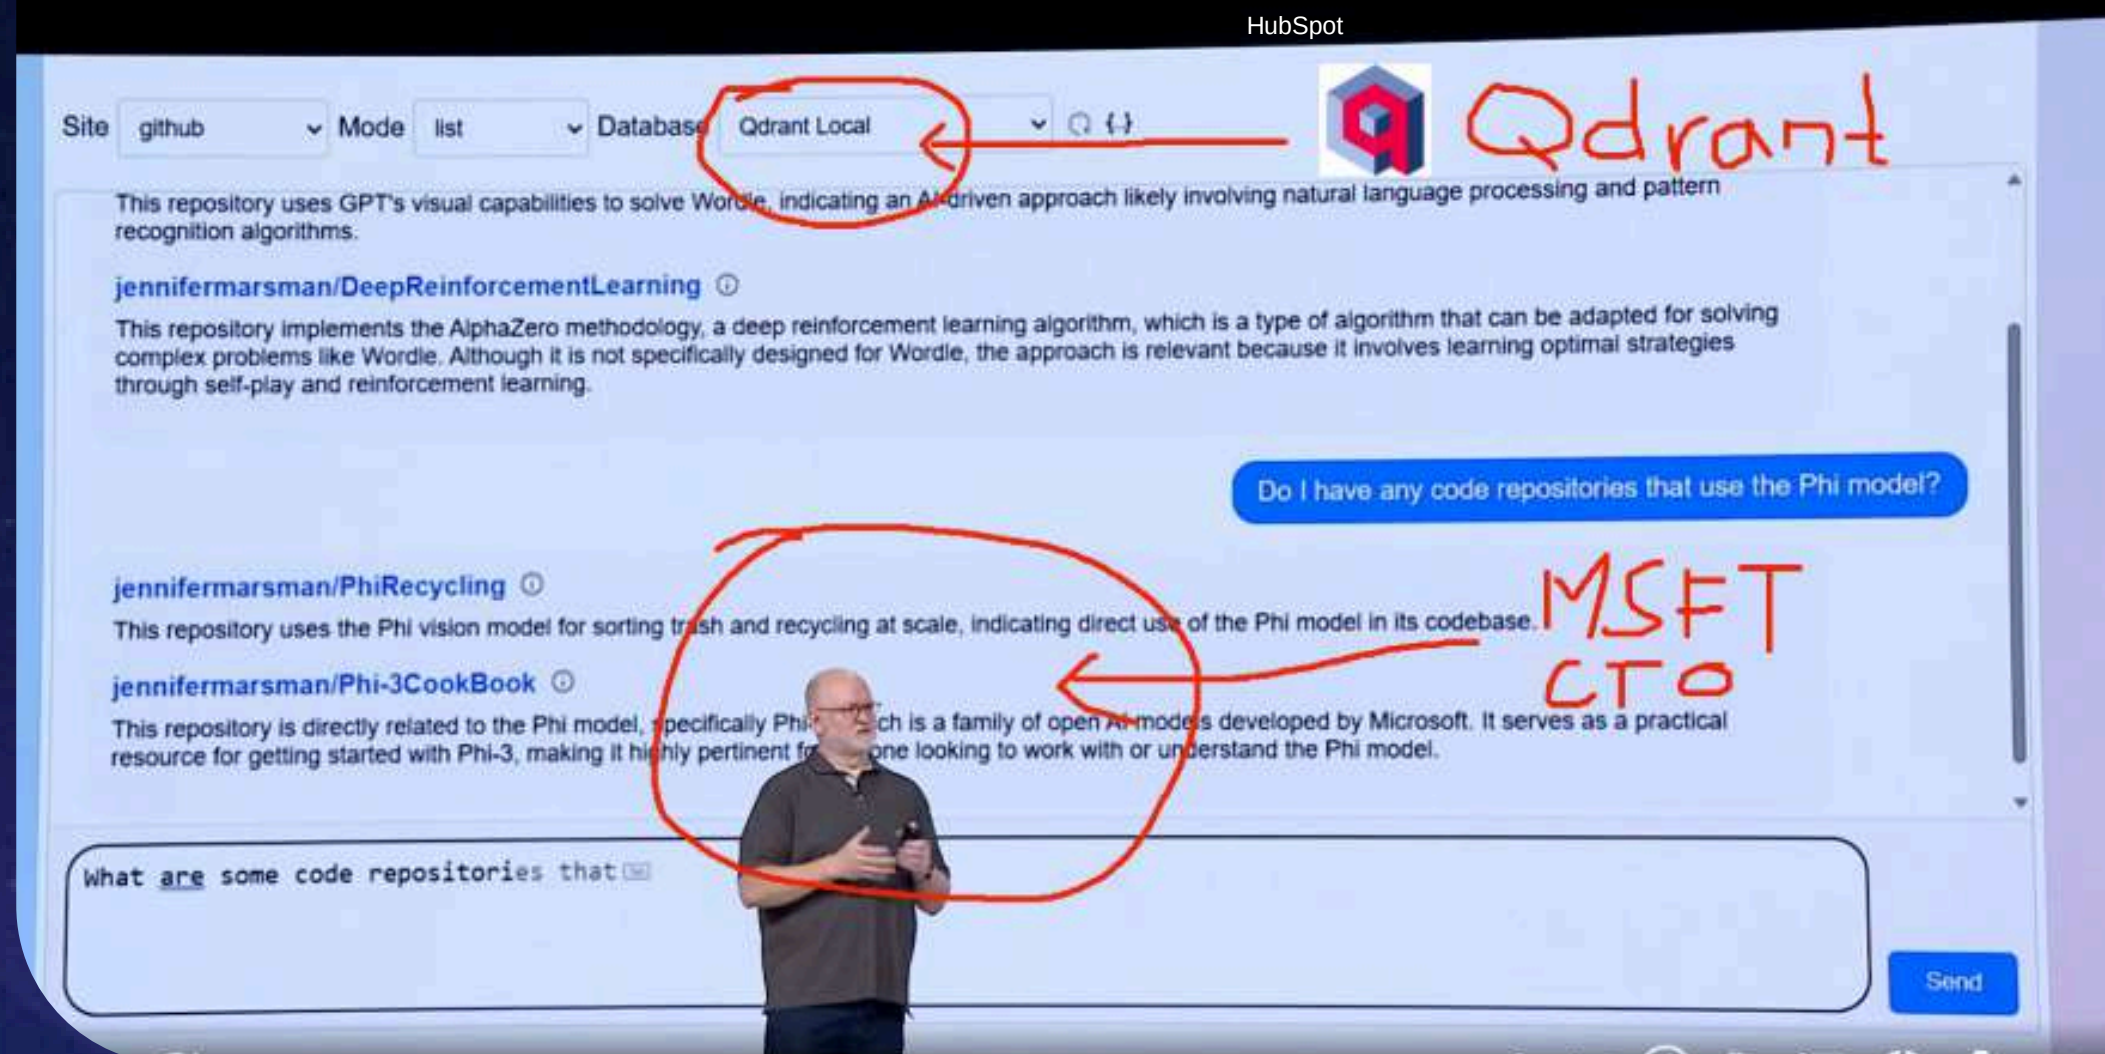 HubSpot
Site github Mode list Database Qdrant Local {}
Qdrant
This repository uses GPT's visual capabilities to solve Wordle, indicating an AI-driven approach likely involving natural language processing and pattern
recognition algorithms.
jennifermarsman/DeepReinforcementLearning
This repository implements the AlphaZero methodology, a deep reinforcement learning algorithm, which is a type of algorithm that can be adapted for solving
complex problems like Wordle. Although it is not specifically designed for Wordle, the approach is relevant because it involves learning optimal strategies
through self-play and reinforcement learning.
Do I have any code repositories that use the Phi model?
jennifermarsman/PhiRecycling
This repository uses the Phi vision model for sorting trash and recycling at scale, indicating direct use of the Phi model in its codebase.
MSFT
CTO
jennifermarsman/Phi-3CookBook
This repository is directly related to the Phi model, specifically ch is a family of open AI models developed by Microsoft. It serves as a practical
resource for getting started with Phi-3, making it highly pertinent one looking to work with or understand the Phi model.
What are some code repositories that
Send